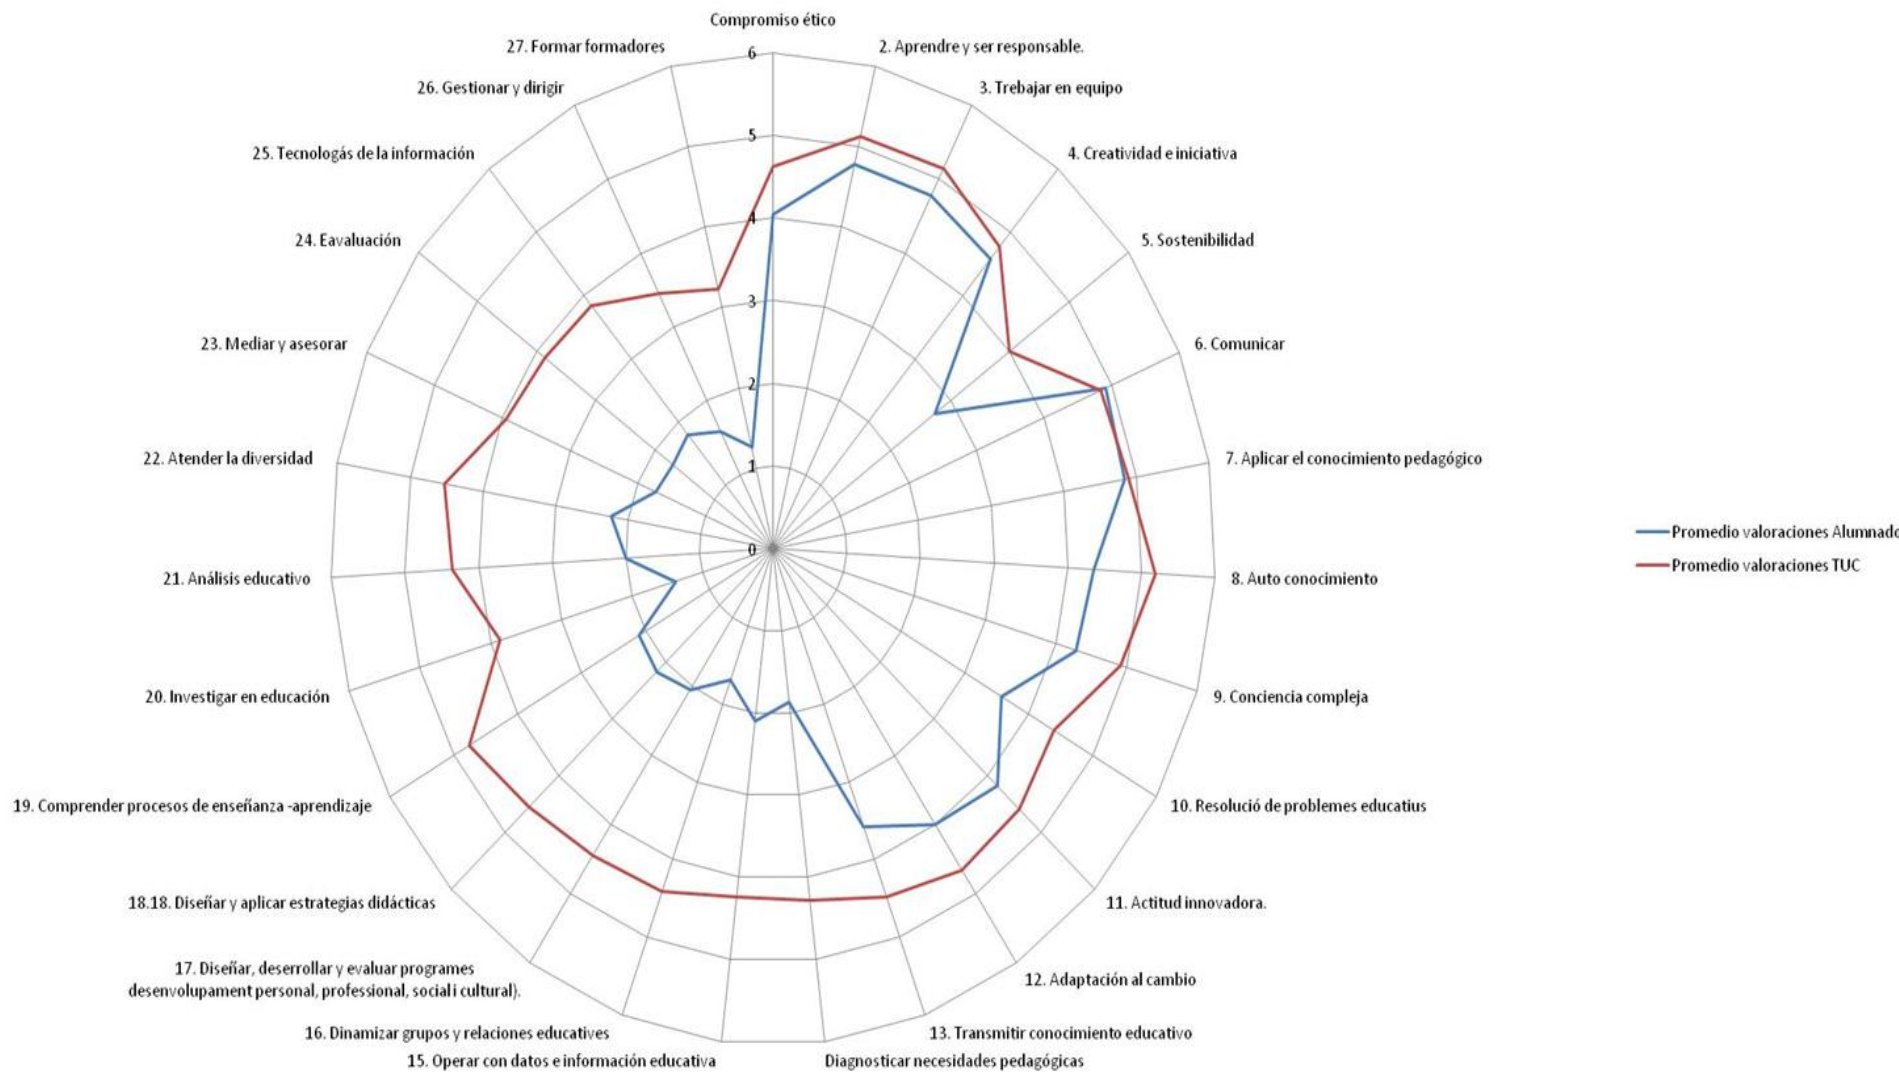 Compromiso ético
27. Formar formadores
2. Aprendre y ser responsable.
26. Gestionar y dirigir
3. Trebajar en equipo
25. Tecnologás de la información
4. Creatividad e iniciativa
24. Eavaluación
5. Sostenibilidad
23. Mediar y asesorar
6. Comunicar
22. Atender la diversidad
7. Aplicar el conocimiento pedagógico
21. Análisis educativo
8. Auto conocimiento
20. Investigar en educación
9. Conciencia compleja
19. Comprender procesos de enseñanza -aprendizaje
10. Resolució de problemes educatius
18.18. Diseñar y aplicar estrategias didácticas
11. Actitud innovadora.
17. Diseñar, deserrollar y evaluar programes
desenvolupament personal, professional, social i cultural).
12. Adaptación al cambio
16. Dinamizar grupos y relaciones educatives
13. Transmitir conocimiento educativo
15. Operar con datos e información educativa
Diagnosticar necesidades pedagógicas
6
5
4
3
2
1
0
Promedio valoraciones Alumnado
Promedio valoraciones TUC